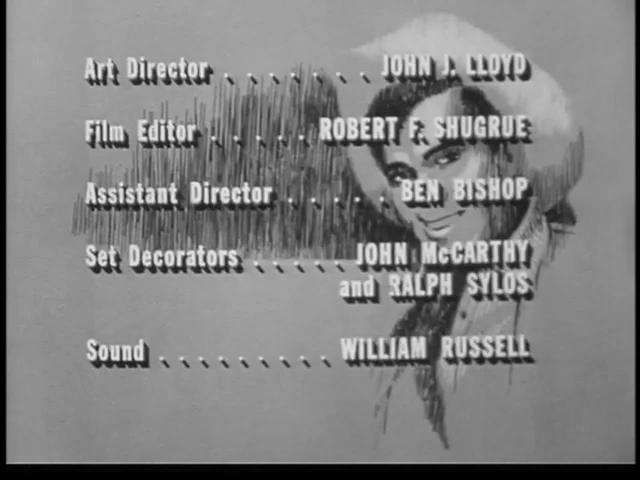 Art Director . . . . . . . JOHN J. LLOYD
Film Editor . . . . . ROBERT F. SHUGRUE
Assistant Director . . . . . BEN BISHOP
Set Decorators . . . . . JOHN McCARTHY
and RALPH SYLOS
Sound . . . . . . . . . WILLIAM RUSSELL